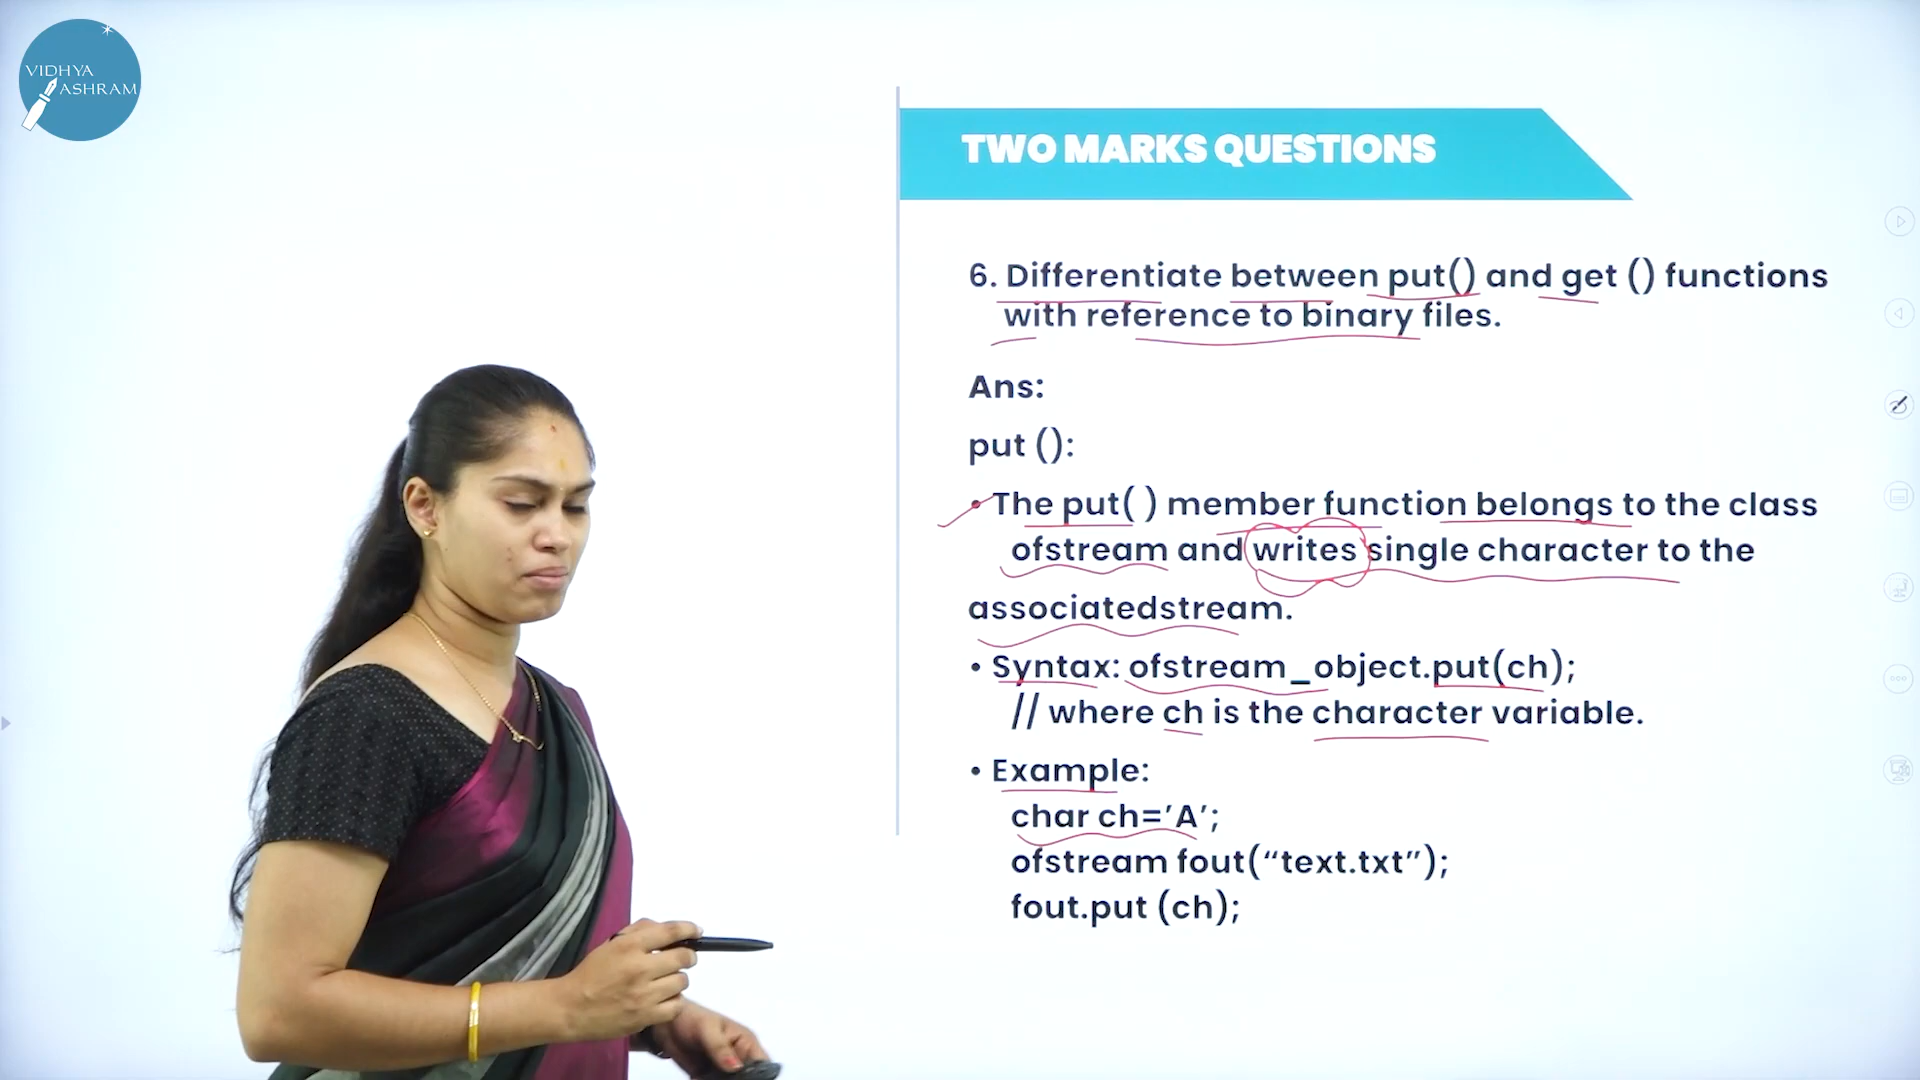 VIDHYA
ASHRAM
TWO MARKS QUESTIONS
6. Differentiate between put() and get () functions
with reference to binary files.
Ans:
put ():
• The put( ) member function belongs to the class
ofstream and writes single character to the
associatedstream.
• Syntax: ofstream_object.put(ch);
// where ch is the character variable.
• Example:
char ch=’A’;
ofstream fout(“text.txt”);
fout.put (ch);